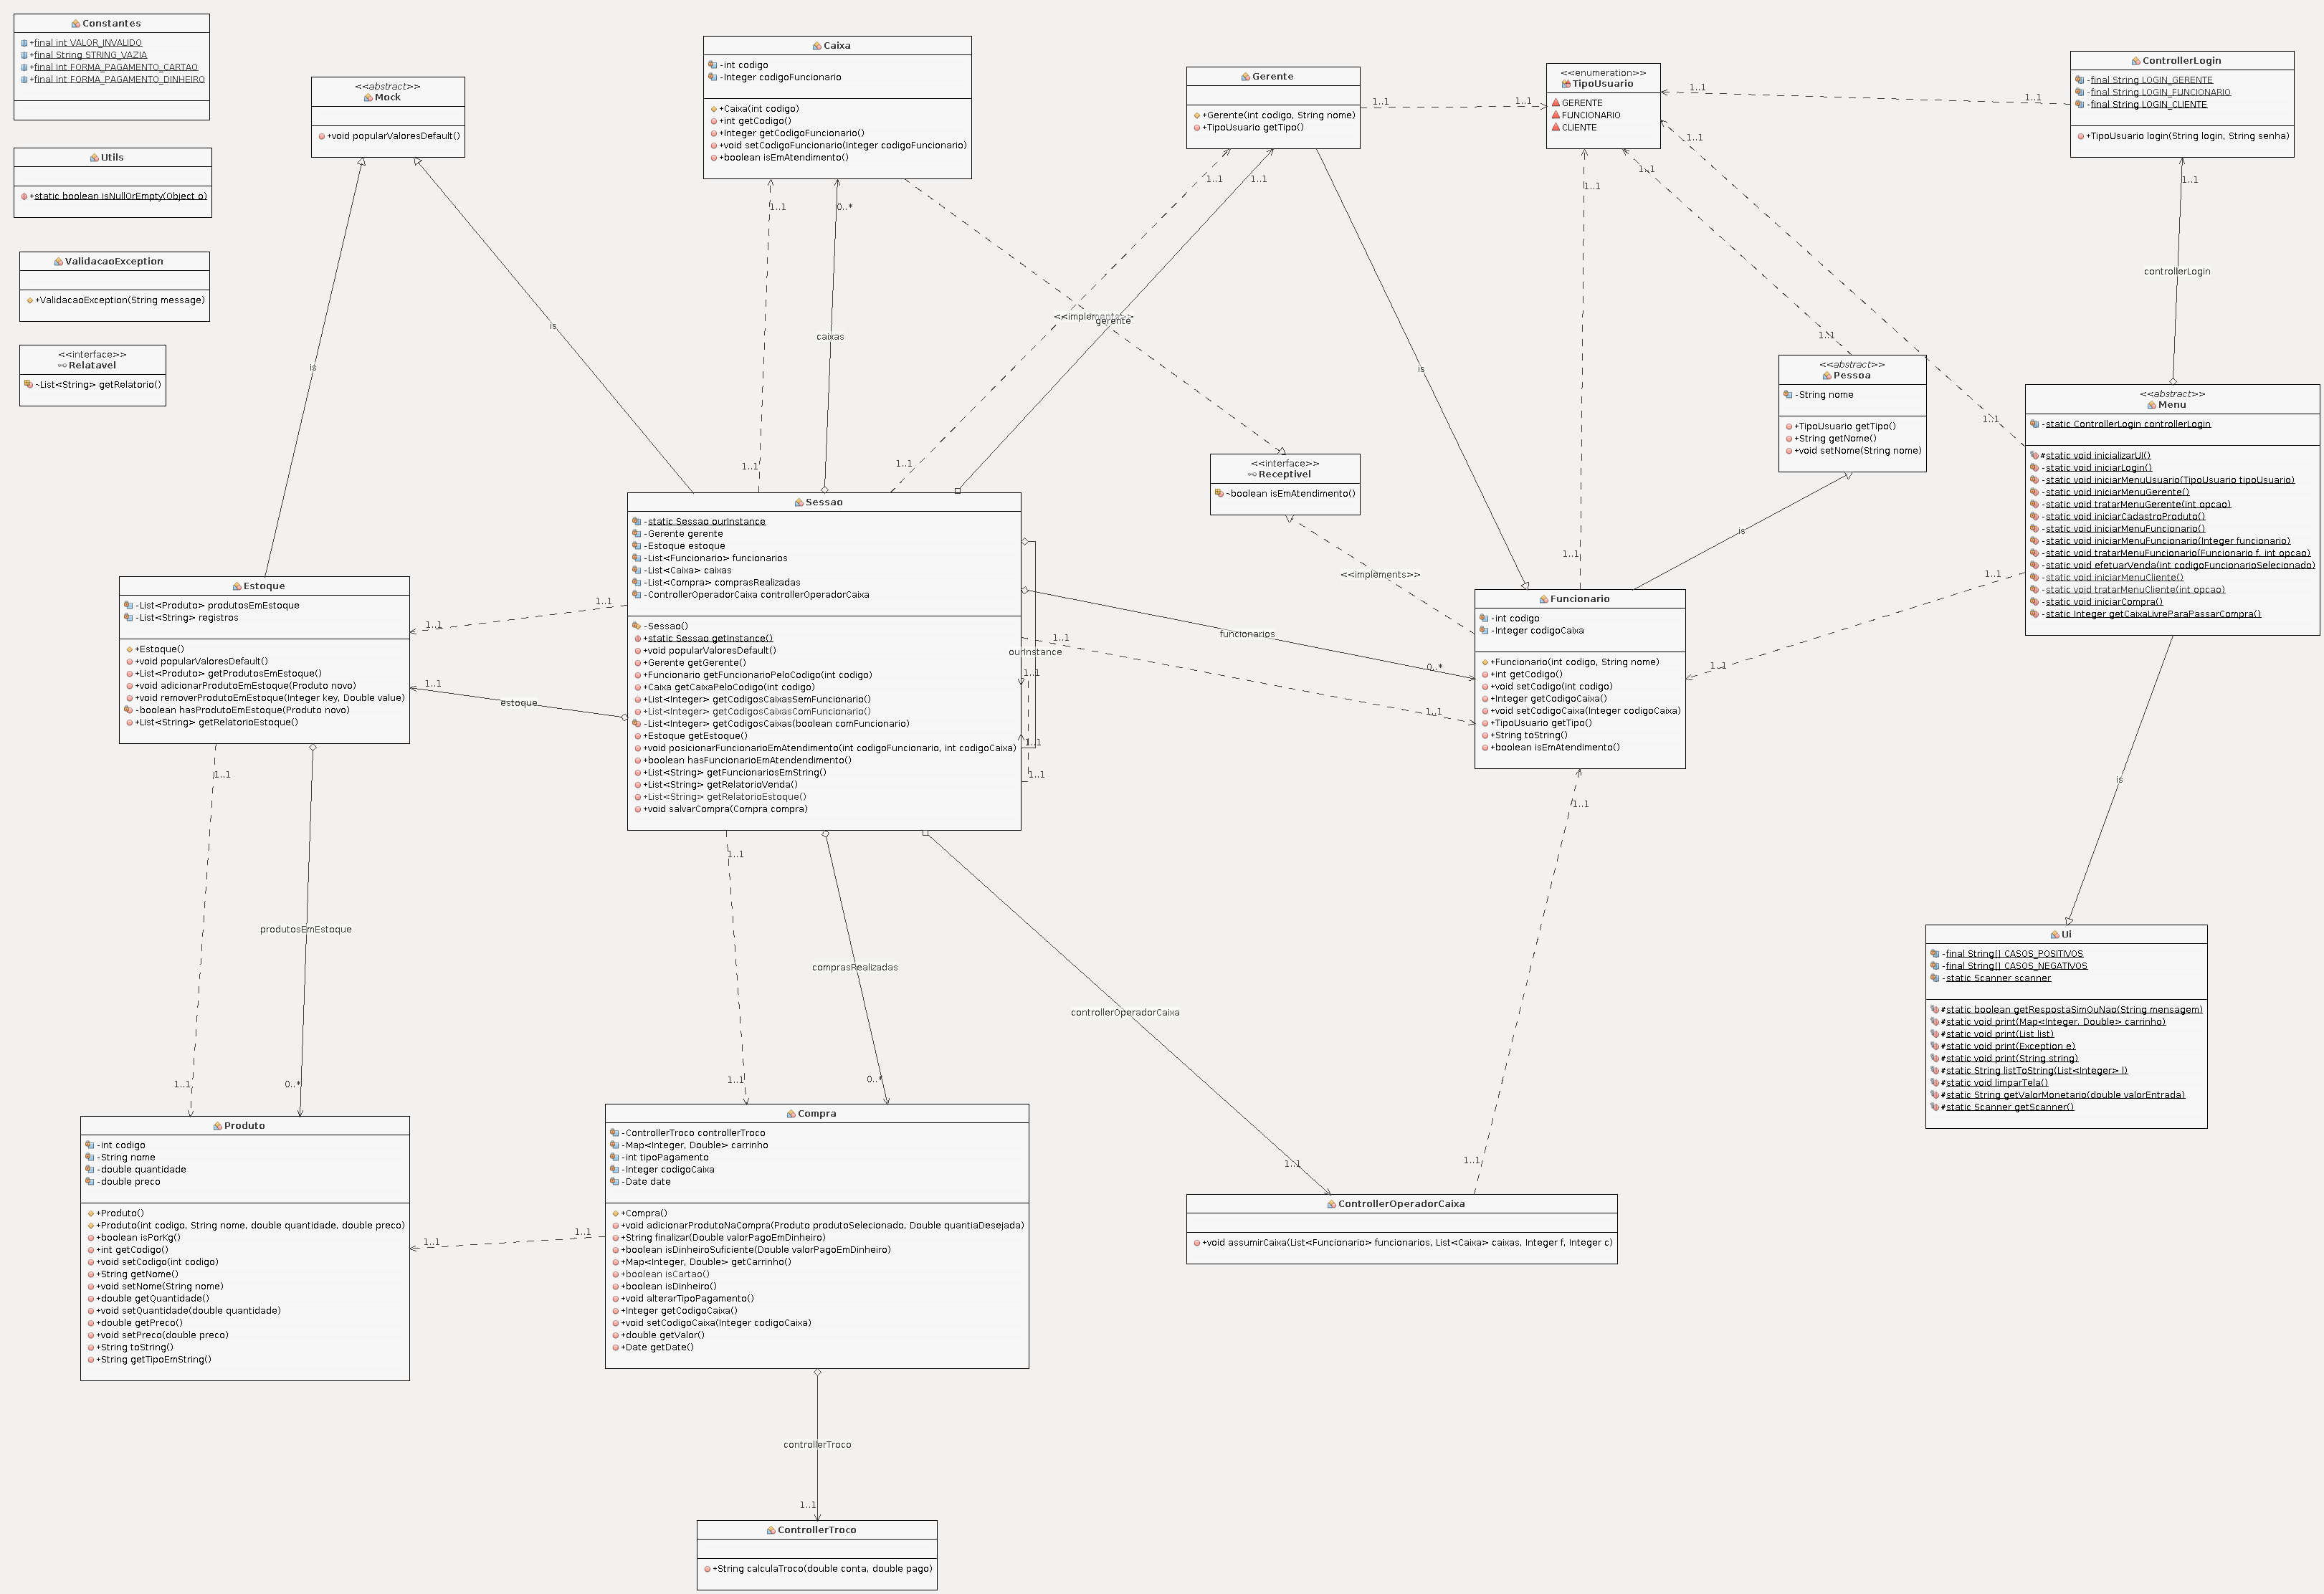 Constantes
+final int VALOR_INVALIDO
+final String STRING_VAZIA
+final int FORMA_PAGAMENTO_CARTAO
+final int FORMA_PAGAMENTO_DINHEIRO
Utils
+static boolean isNullOrEmpty(Object o)
ValidacaoException
+ValidacaoException(String message)
<<interface>>
Relatavel
~List<String> getRelatorio()
<<abstract>>
Mock
+void popularValoresDefault()
Caixa
-int codigo
-Integer codigoFuncionario
+Caixa(int codigo)
+int getCodigo()
+Integer getCodigoFuncionario()
+void setCodigoFuncionario(Integer codigoFuncionario)
+boolean isEmAtendimento()
Gerente
+Gerente(int codigo, String nome)
+TipoUsuario getTipo()
<<enumeration>>
TipoUsuario
GERENTE
FUNCIONARIO
CLIENTE
ControllerLogin
-final String LOGIN_GERENTE
-final String LOGIN_FUNCIONARIO
-final String LOGIN_CLIENTE
+TipoUsuario login(String login, String senha)
1..1
1..1
1..1
1..1
1..1
1..1
1..1
1..1
1..1
1..1
0..*
1..1
controllerLogin
<<implements>>
gerente
caixas
is
is
is
1..1
1..1
<<abstract>>
Pessoa
-String nome
+TipoUsuario getTipo()
+String getNome()
+void setNome(String nome)
<<abstract>>
Menu
-static ControllerLogin controllerLogin
#static void inicializarUI()
-static void iniciarLogin()
-static void iniciarMenuUsuario(TipoUsuario tipoUsuario)
-static void iniciarMenuGerente()
-static void tratarMenuGerente(int opcao)
-static void iniciarCadastroProduto()
-static void iniciarMenuFuncionario()
-static void iniciarMenuFuncionario(Integer funcionario)
-static void tratarMenuFuncionario(Funcionario f, int opcao)
-static void efetuarVenda(int codigoFuncionarioSelecionado)
-static void iniciarMenuCliente()
-static void tratarMenuCliente(int opcao)
-static void iniciarCompra()
-static Integer getCaixaLivreParaPassarCompra()
<<interface>>
Receptivel
~boolean isEmAtendimento()
1..1
1..1
is
1..1
<<implements>>
1..1
1..1
Sessao
-static Sessao ourInstance
-Gerente gerente
-Estoque estoque
-List<Funcionario> funcionarios
-List<Caixa> caixas
-List<Compra> comprasRealizadas
-ControllerOperadorCaixa controllerOperadorCaixa
-Sessao()
+static Sessao getInstance()
+void popularValoresDefault()
+Gerente getGerente()
+Funcionario getFuncionarioPeloCodigo(int codigo)
+Caixa getCaixaPeloCodigo(int codigo)
+List<Integer> getCodigosCaixasSemFuncionario()
+List<Integer> getCodigosCaixasComFuncionario()
-List<Integer> getCodigosCaixas(boolean comFuncionario)
+Estoque getEstoque()
+void posicionarFuncionarioEmAtendimento(int codigoFuncionario, int codigoCaixa)
+boolean hasFuncionarioEmAtendendimento()
+List<String> getFuncionariosEmString()
+List<String> getRelatorioVenda()
+List<String> getRelatorioEstoque()
+void salvarCompra(Compra compra)
Estoque
-List<Produto> produtosEmEstoque
-List<String> registros
+Estoque()
+void popularValoresDefault()
+List<Produto> getProdutosEmEstoque()
+void adicionarProdutoEmEstoque(Produto novo)
+void removerProdutoEmEstoque(Integer key, Double value)
-boolean hasProdutoEmEstoque(Produto novo)
+List<String> getRelatorioEstoque()
1..1
1..1
1..1
estoque
funcionarios
0..*
1..1
1..1
ourInstance
1..1
1..1
1..1
Funcionario
-int codigo
-Integer codigoCaixa
+Funcionario(int codigo, String nome)
+int getCodigo()
+void setCodigo(int codigo)
+Integer getCodigoCaixa()
+void setCodigoCaixa(Integer codigoCaixa)
+TipoUsuario getTipo()
+String toString()
+boolean isEmAtendimento()
is
1..1
1..1
1..1
produtosEmEstoque
comprasRealizadas
controllerOperadorCaixa
1..1
0..*
1..1
0..*
1..1
1..1
Ui
-final String[] CASOS_POSITIVOS
-final String[] CASOS_NEGATIVOS
-static Scanner scanner
#static boolean getRespostaSimOuNao(String mensagem)
#static void print(Map<Integer, Double> carrinho)
#static void print(List list)
#static void print(Exception e)
#static void print(String string)
#static String listToString(List<Integer> l)
#static void limparTela()
#static String getValorMonetario(double valorEntrada)
#static Scanner getScanner()
Produto
-int codigo
-String nome
-double quantidade
-double preco
+Produto()
+Produto(int codigo, String nome, double quantidade, double preco)
+boolean isPorKg()
+int getCodigo()
+void setCodigo(int codigo)
+String getNome()
+void setNome(String nome)
+double getQuantidade()
+void setQuantidade(double quantidade)
+double getPreco()
+void setPreco(double preco)
+String toString()
+String getTipoEmString()
1..1
1..1
Compra
-ControllerTroco controllerTroco
-Map<Integer, Double> carrinho
-int tipoPagamento
-Integer codigoCaixa
-Date date
+Compra()
+void adicionarProdutoNaCompra(Produto produtoSelecionado, Double quantiaDesejada)
+String finalizar(Double valorPagoEmDinheiro)
+boolean isDinheiroSuficiente(Double valorPagoEmDinheiro)
+Map<Integer, Double> getCarrinho()
+boolean isCartao()
+boolean isDinheiro()
+void alterarTipoPagamento()
+Integer getCodigoCaixa()
+void setCodigoCaixa(Integer codigoCaixa)
+double getValor()
+Date getDate()
ControllerOperadorCaixa
+void assumirCaixa(List<Funcionario> funcionarios, List<Caixa> caixas, Integer f, Integer c)
controllerTroco
1..1
ControllerTroco
+String calculaTroco(double conta, double pago)